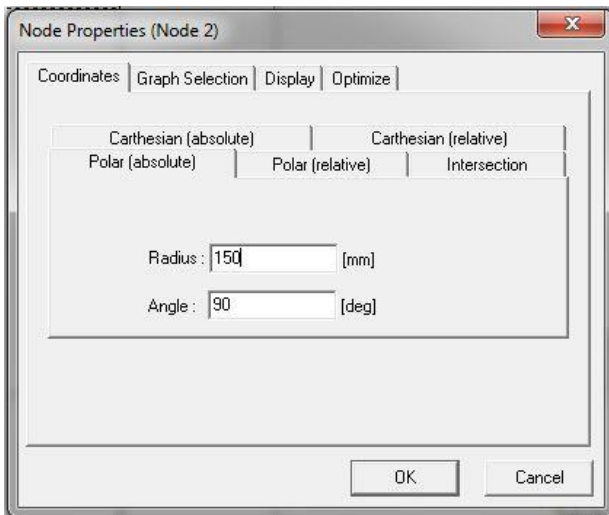 Node Properties (Node 2)
Coordinates Graph Selection Display Optimize
Carthesian (absolute) Carthesian (relative)
Polar (absolute) Polar (relative) Intersection
Radius : 150 [mm]
Angle : 90 [deg]
OK Cancel